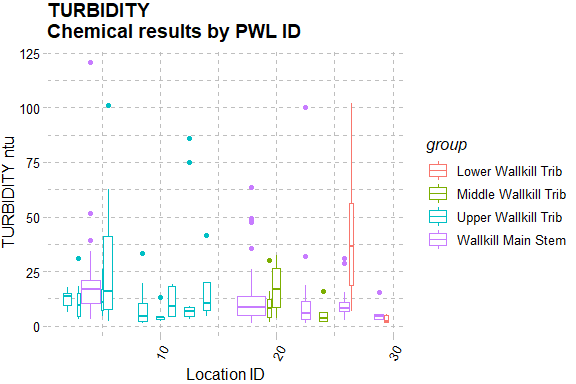 TURBIDITY
Chemical results by PWL ID
125
100
75
50
25
0
TURBIDITY ntu
10
20
30
Location ID
group
Lower Wallkill Trib
Middle Wallkill Trib
Upper Wallkill Trib
Wallkill Main Stem